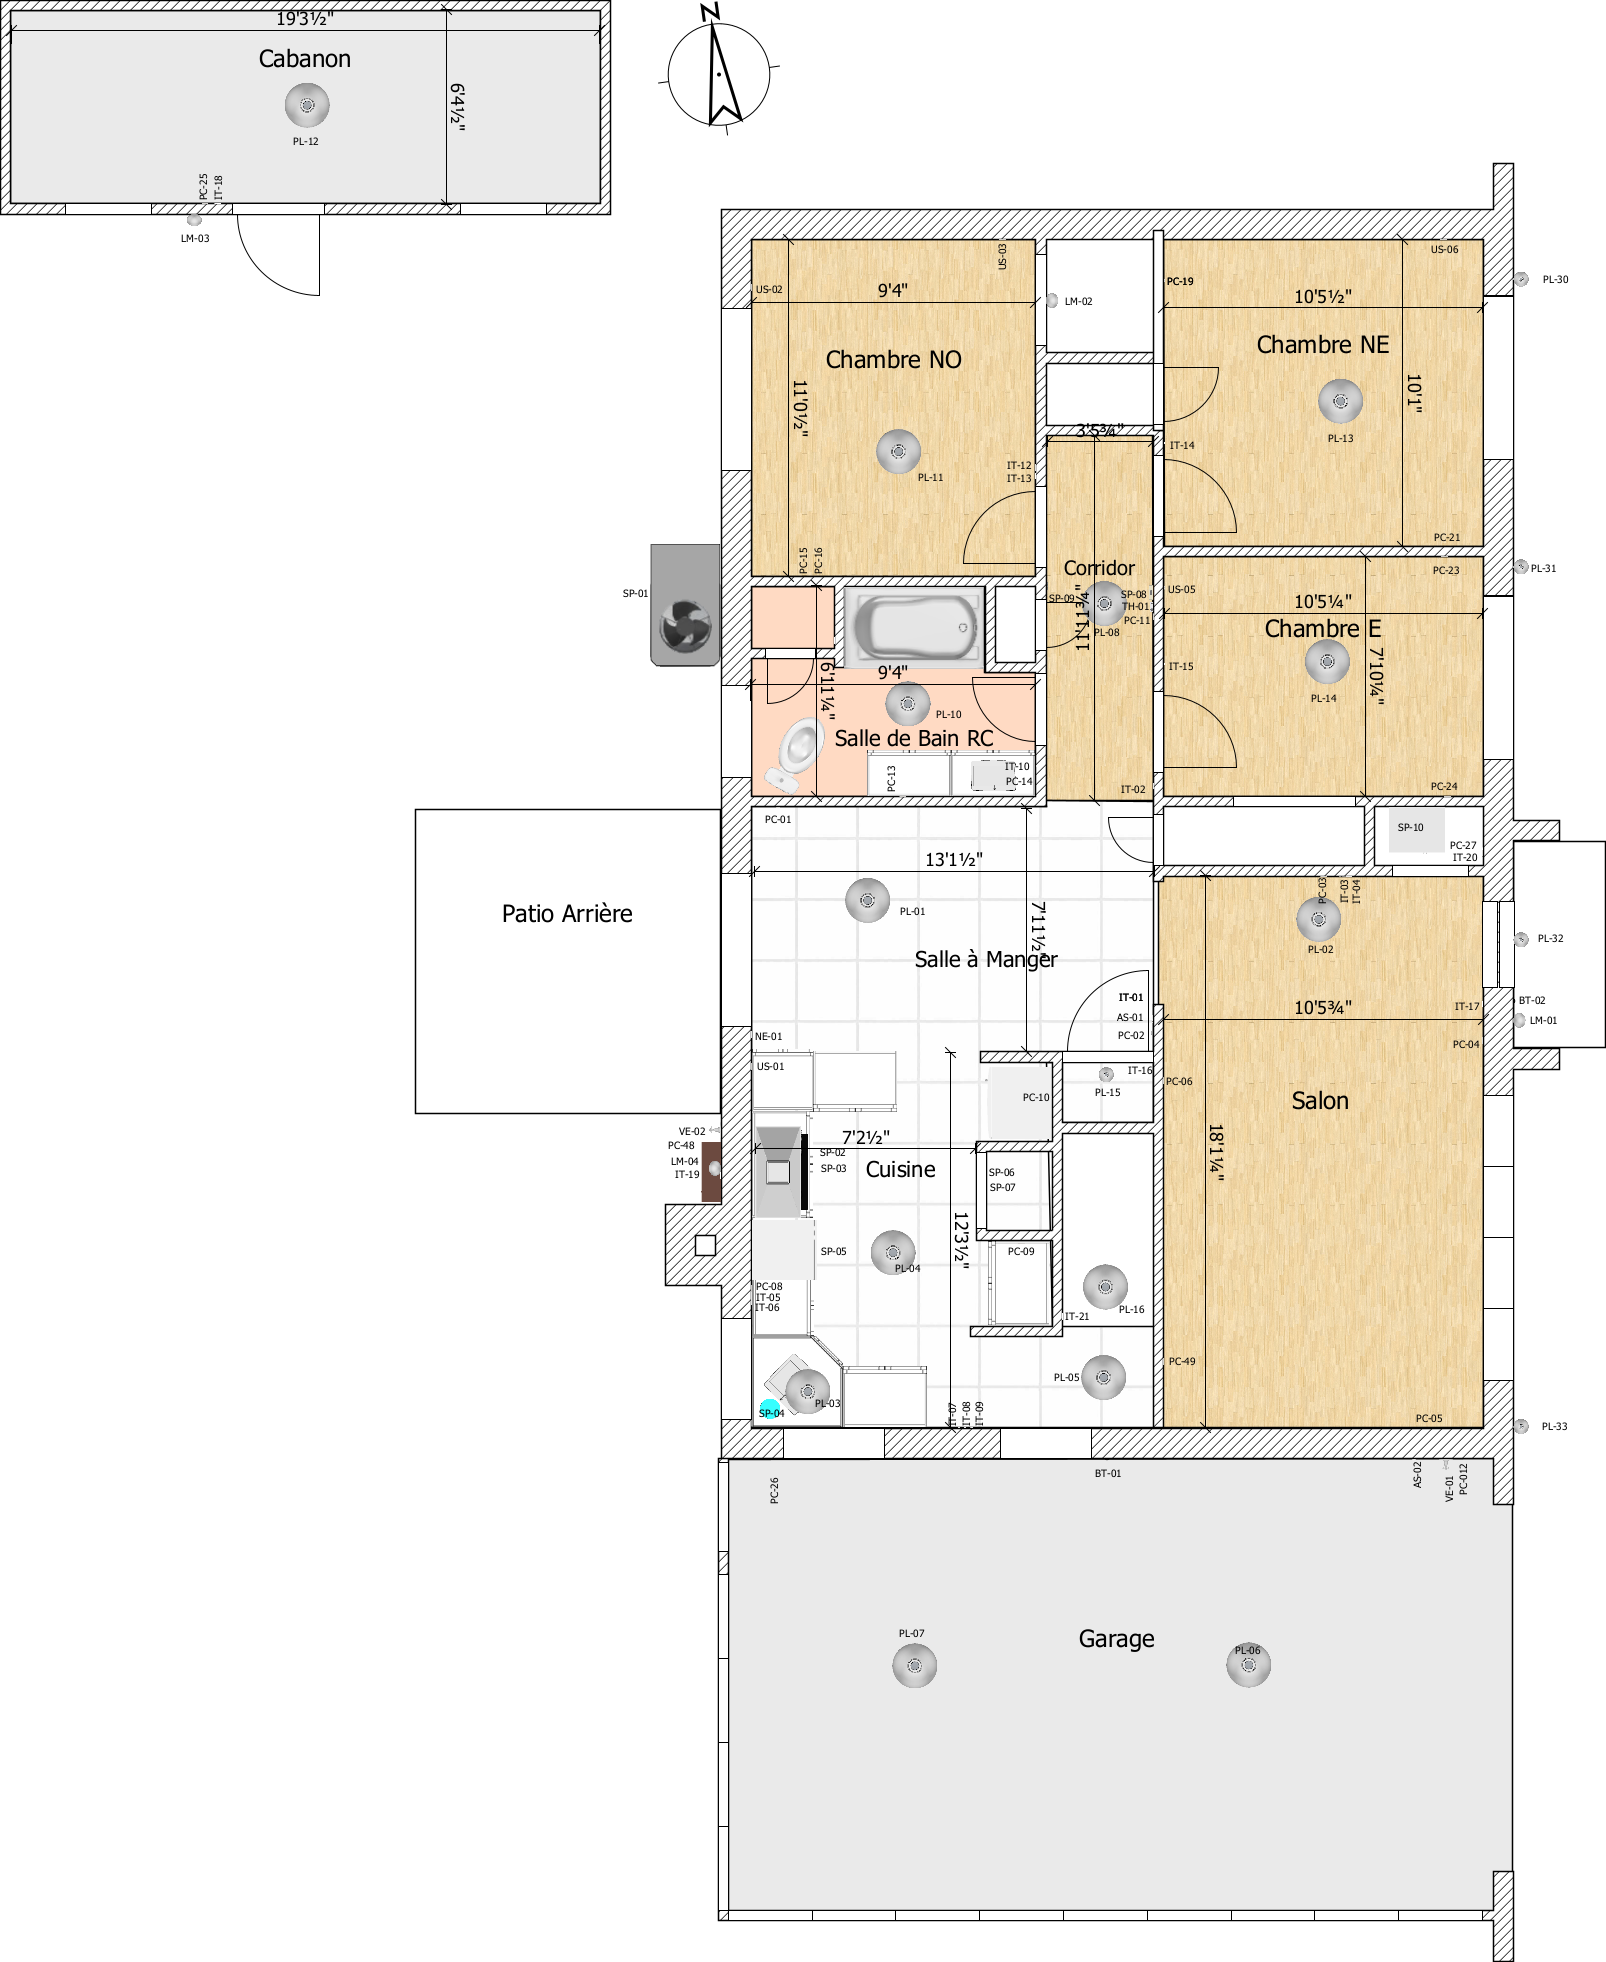 19'3½"
Cabanon
6'4½"
PL-12
PC-25
IT-18
LM-03
N
US-03
US-02
9'4"
Chambre NO
11'0½"
PL-11
IT-12
IT-13
PC-15
PC-16
LM-02
PC-19
US-06
PL-30
10'5½"
Chambre NE
10'1"
PL-13
3'5¾"
IT-14
PC-21
Corridor
SP-09
SP-08
TH-01
PC-11
PL-08
11'11¾"
IT-02
PC-23
PL-31
US-05
10'5¼"
Chambre E
7'10¼"
IT-15
PL-14
PC-24
SP-01
9'4"
6'11¼"
PL-10
Salle de Bain RC
PC-13
IT-10
PC-14
PC-01
13'1½"
PL-01
7'11½"
Salle à Manger
IT-01
AS-01
PC-02
NE-01
SP-10
PC-27
IT-20
Patio Arrière
PC-03
IT-03
IT-04
PL-02
PL-32
10'5¾"
IT-17
BT-02
LM-01
PC-04
US-01
IT-16
PL-15
PC-10
PC-06
Salon
18'1¼"
VE-02
PC-48
LM-04
IT-19
7'2½"
SP-02
SP-03
Cuisine
SP-06
SP-07
12'3½"
SP-05
PL-04
PC-09
PC-08
IT-05
IT-06
IT-21
PL-16
PL-05
PC-49
PL-03
SP-04
IT-07
IT-08
IT-09
PC-05
PL-33
PC-26
BT-01
AS-02
VE-01
PC-012
PL-07
Garage
PL-06